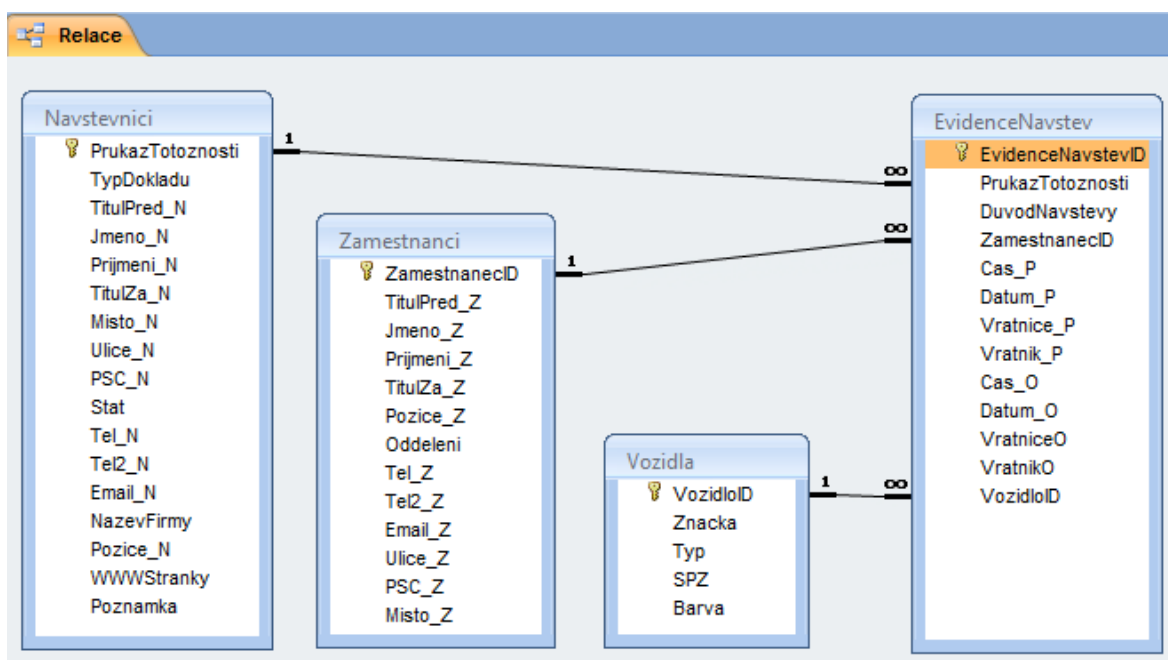 Relace
Navstevnici
PrukazTotoznosti
TypDokladu
TitulPred_N
Jmeno_N
Prijmeni_N
TitulZa_N
Misto_N
Ulice_N
PSC_N
Stat
Tel_N
Tel2_N
Email_N
NazevFirmy
Pozice_N
WWWStranky
Poznamka
1
∞
Zamestnanci
ZamestnanecID
TitulPred_Z
Jmeno_Z
Prijmeni_Z
TitulZa_Z
Pozice_Z
Oddeleni
Tel_Z
Tel2_Z
Email_Z
Ulice_Z
PSC_Z
Misto_Z
1
∞
Vozidla
VozidloID
Znacka
Typ
SPZ
Barva
1
∞
EvidenceNavstev
EvidenceNavstevID
PrukazTotoznosti
DuvodNavstevy
ZamestnanecID
Cas_P
Datum_P
Vratnice_P
Vratnik_P
Cas_O
Datum_O
VratniceO
VratnikO
VozidloID